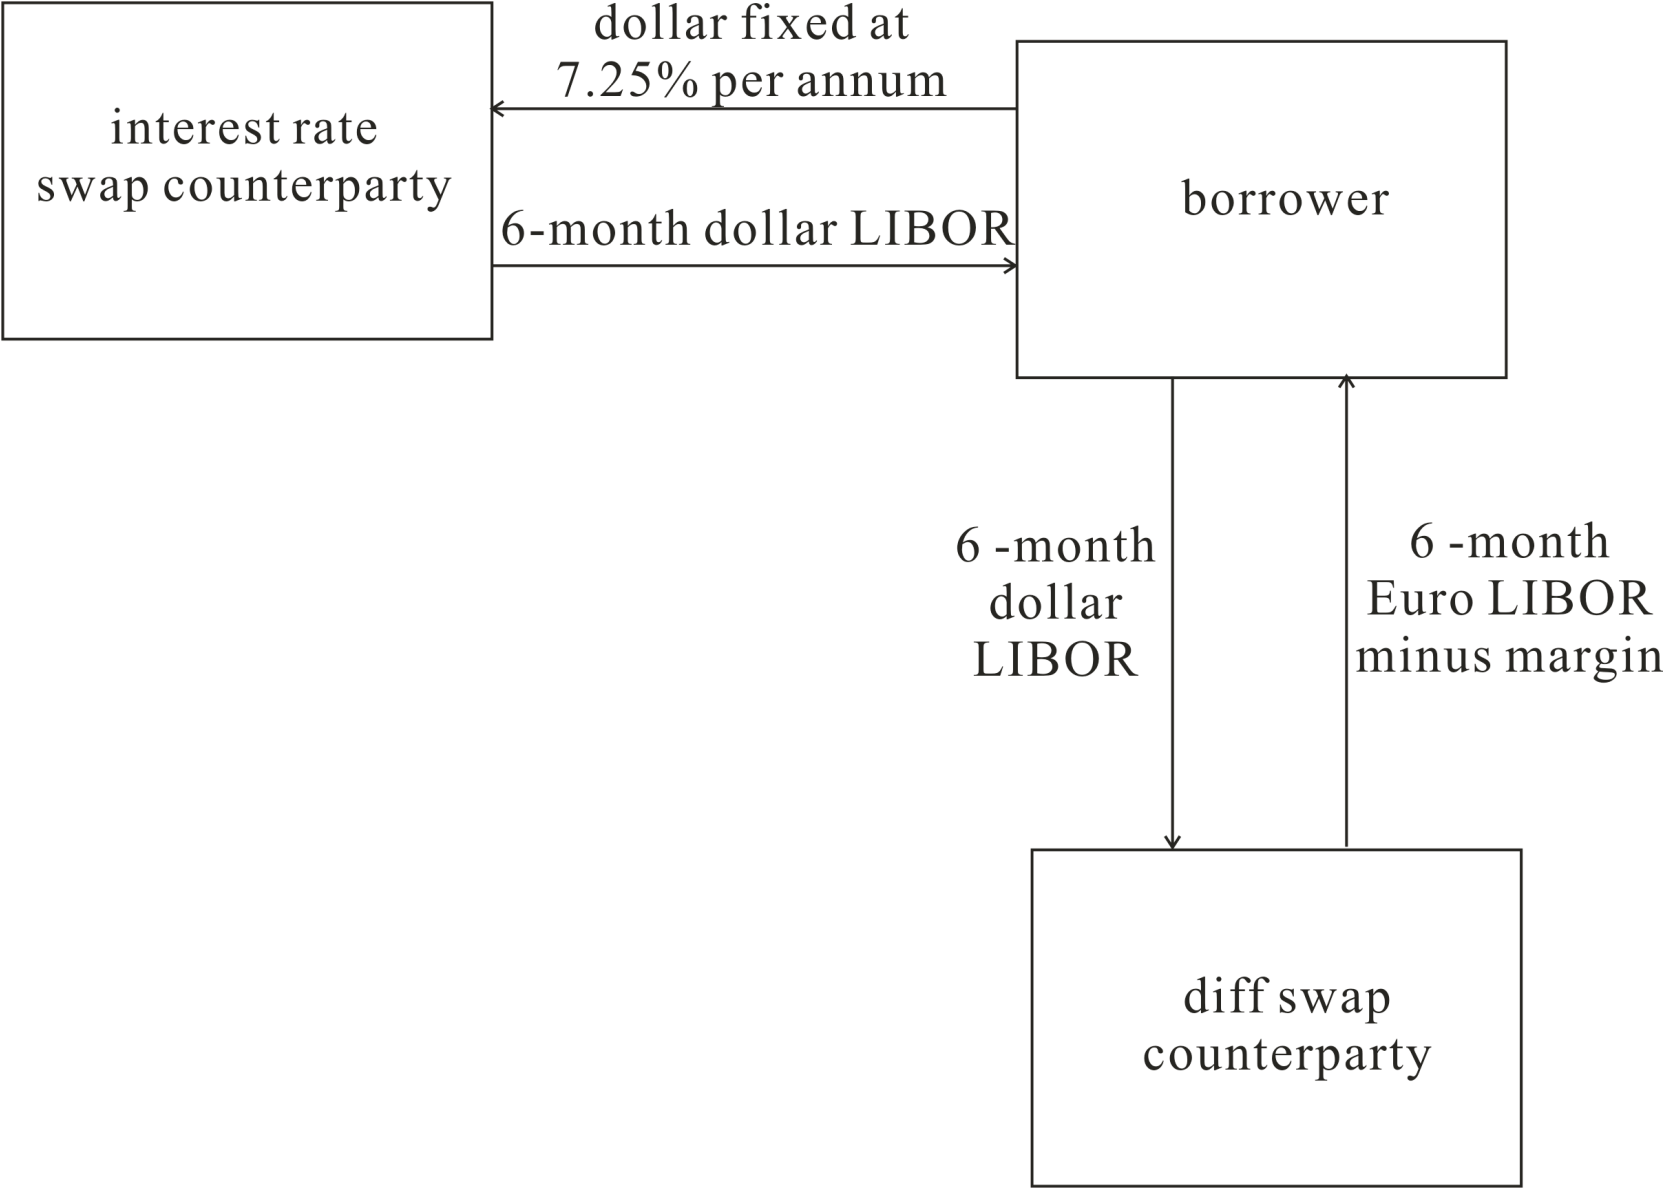 dollar fixed at
7.25% per annum
interest rate
swap counterparty
borrower
6-month dollar LIBOR
6 -month
dollar
LIBOR
6 -month
Euro LIBOR
minus margin
diff swap
counterparty